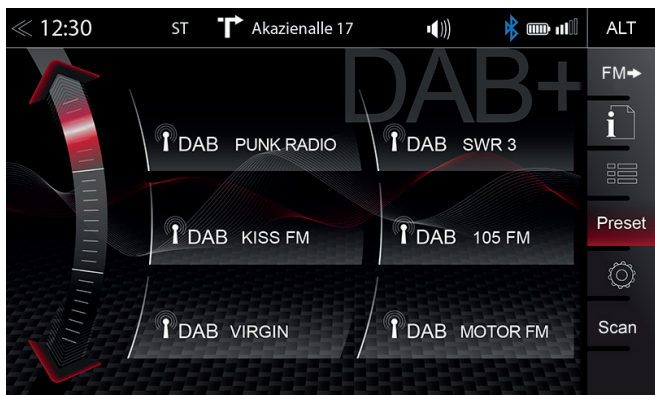 12:30 ST Akazienalle 17 ALT
DAB+
FM
DAB PUNK RADIO DAB SWR 3
DAB KISS FM DAB 105 FM
Preset
DAB VIRGIN DAB MOTOR FM
Scan